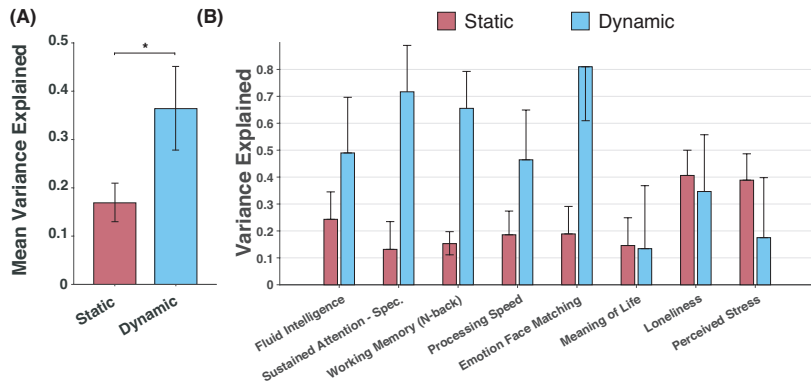 (A)
Mean Variance Explained
0.5
0.4
0.3
0.2
0.1
0
*
Static
Dynamic
(B)
Static
Dynamic
Variance Explained
0.8
0.7
0.6
0.5
0.4
0.3
0.2
0.1
0
Fluid Intelligence
Sustained Attention - Spec.
Working Memory (N-back)
Processing Speed
Emotion Face Matching
Meaning of Life
Loneliness
Perceived Stress